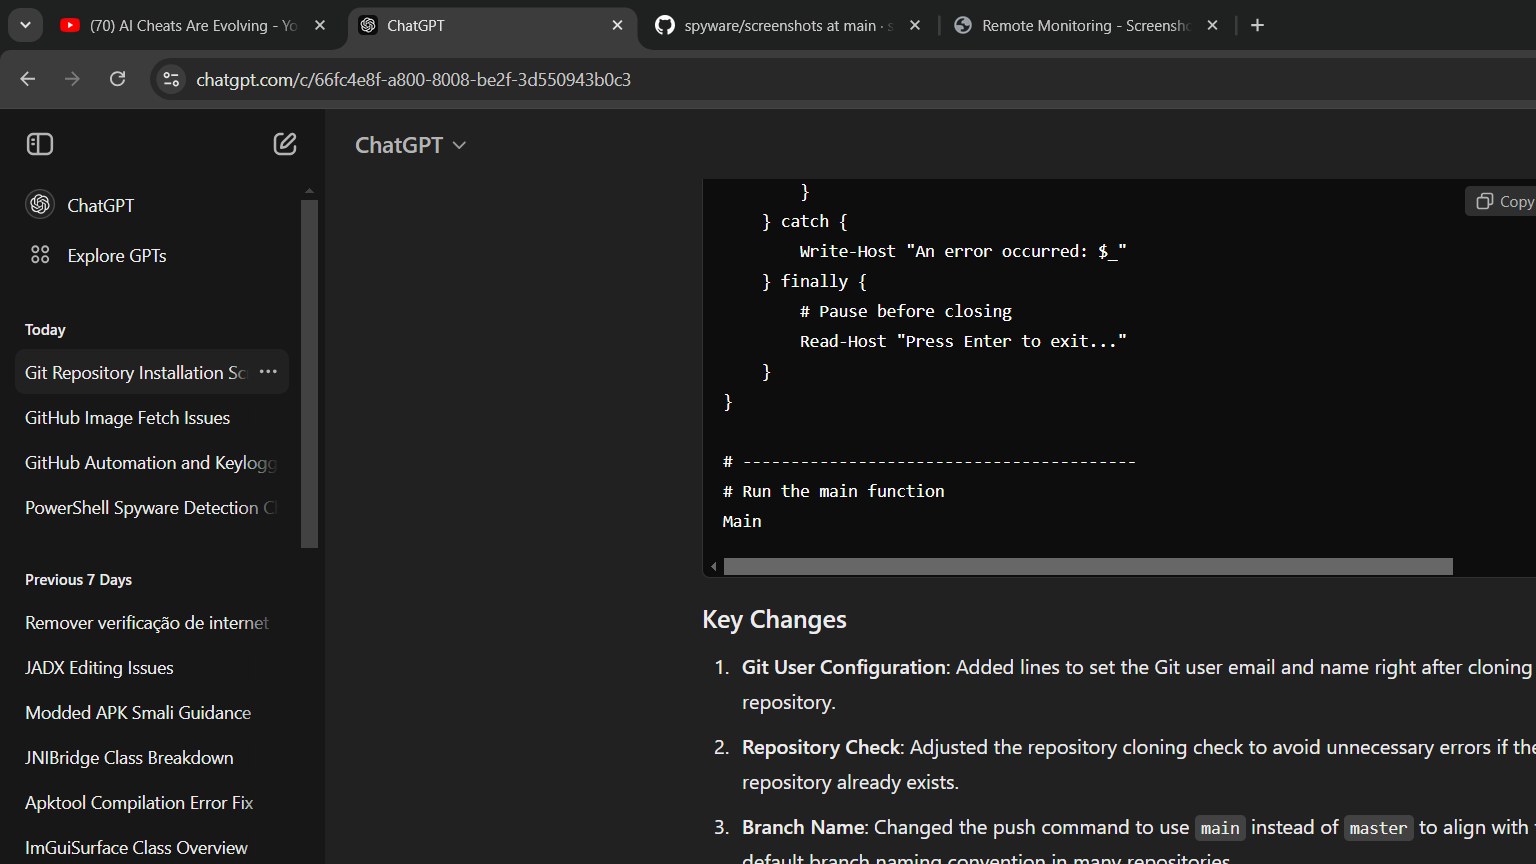 (70) AI Cheats Are Evolving - Yo
ChatGPT
spyware/screenshots at main · s
Remote Monitoring - Screensho
chatgpt.com/c/66fc4e8f-a800-8008-be2f-3d550943b0c3
ChatGPT
ChatGPT
Explore GPTs
Today
Git Repository Installation Sc
GitHub Image Fetch Issues
GitHub Automation and Keylogg
PowerShell Spyware Detection Cl
Previous 7 Days
Remover verificação de internet
JADX Editing Issues
Modded APK Smali Guidance
JNIBridge Class Breakdown
Apktool Compilation Error Fix
ImGuiSurface Class Overview
Copy
}
} catch {
Write-Host "An error occurred: $_"
} finally {
# Pause before closing
Read-Host "Press Enter to exit..."
}
}
# -----------------------------------------
# Run the main function
Main
Key Changes
1. Git User Configuration: Added lines to set the Git user email and name right after cloning
repository.
2. Repository Check: Adjusted the repository cloning check to avoid unnecessary errors if the
repository already exists.
3. Branch Name: Changed the push command to use main instead of master to align with
default branch naming convention in many repositories.